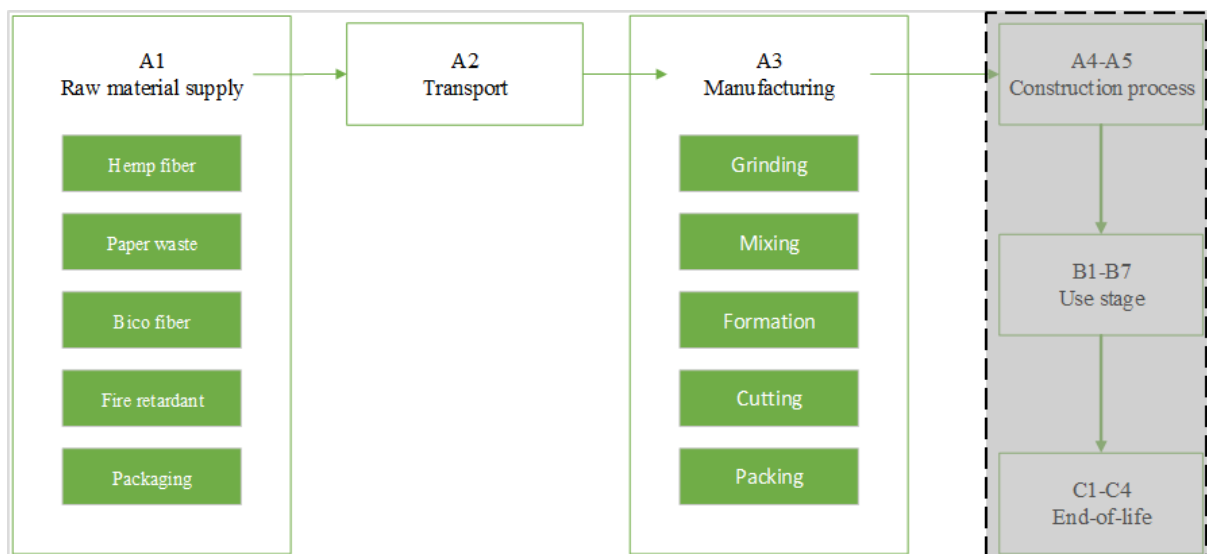 A1
Raw material supply
Hemp fiber
Paper waste
Bico fiber
Fire retardant
Packaging
A2
Transport
A3
Manufacturing
Grinding
Mixing
Formation
Cutting
Packing
A4-A5
Construction process
B1-B7
Use stage
C1-C4
End-of-life